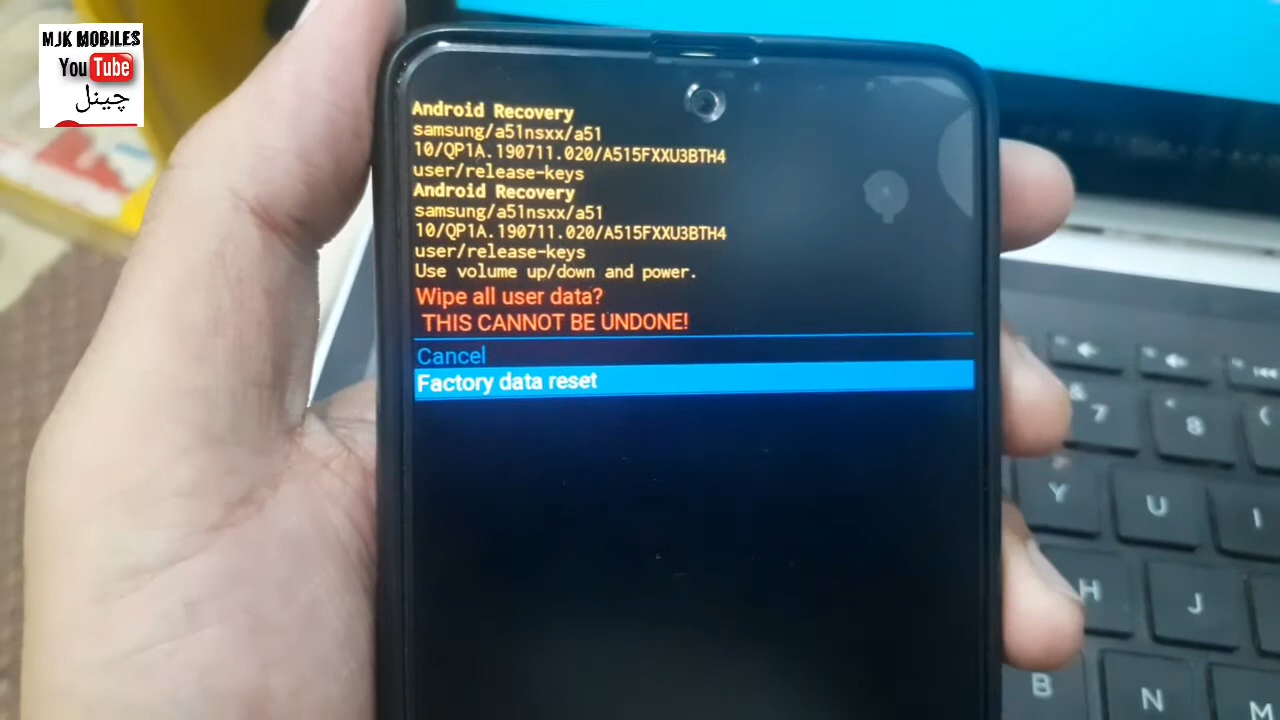 MJK MOBILES
YouTube
چینل
Android Recovery
samsung/a51nsxx/a51
10/QP1A.190711.020/A515FXXU3BTH4
user/release-keys
Android Recovery
samsung/a51nsxx/a51
10/QP1A.190711.020/A515FXXU3BTH4
user/release-keys
Use volume up/down and power.
Wipe all user data?
THIS CANNOT BE UNDONE!
Cancel
Factory data reset
& 7
* 8
(
Y
U
I
H
J
B
N
M